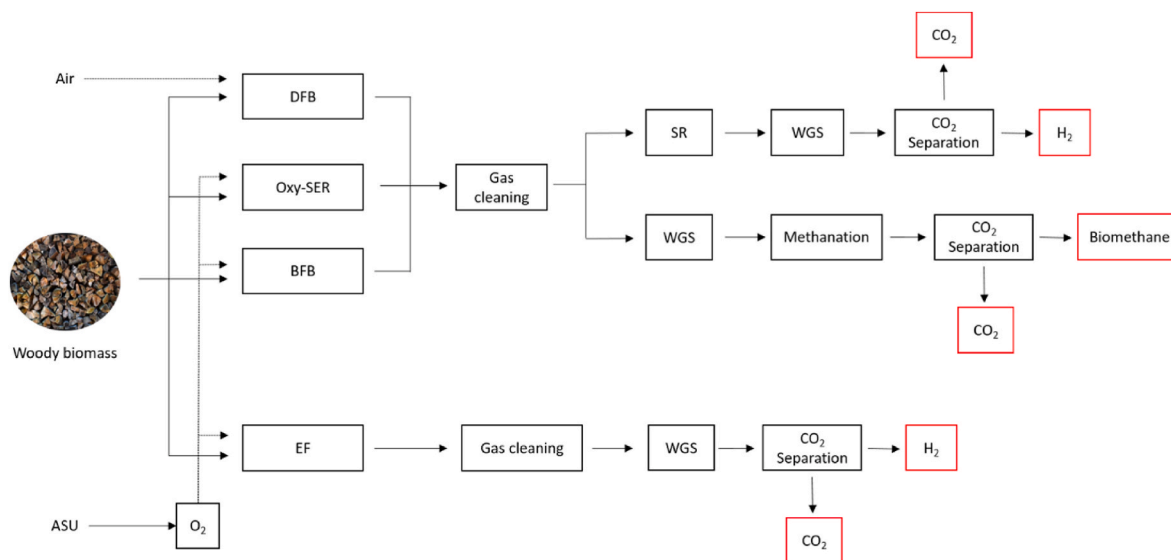 CO₂
Air
DFB
SR
WGS
CO₂
Separation
H₂
Oxy-SER
Gas
cleaning
WGS
Methanation
CO₂
Separation
Biomethane
BFB
CO₂
Woody biomass
EF
Gas cleaning
WGS
CO₂
Separation
H₂
ASU
O₂
CO₂